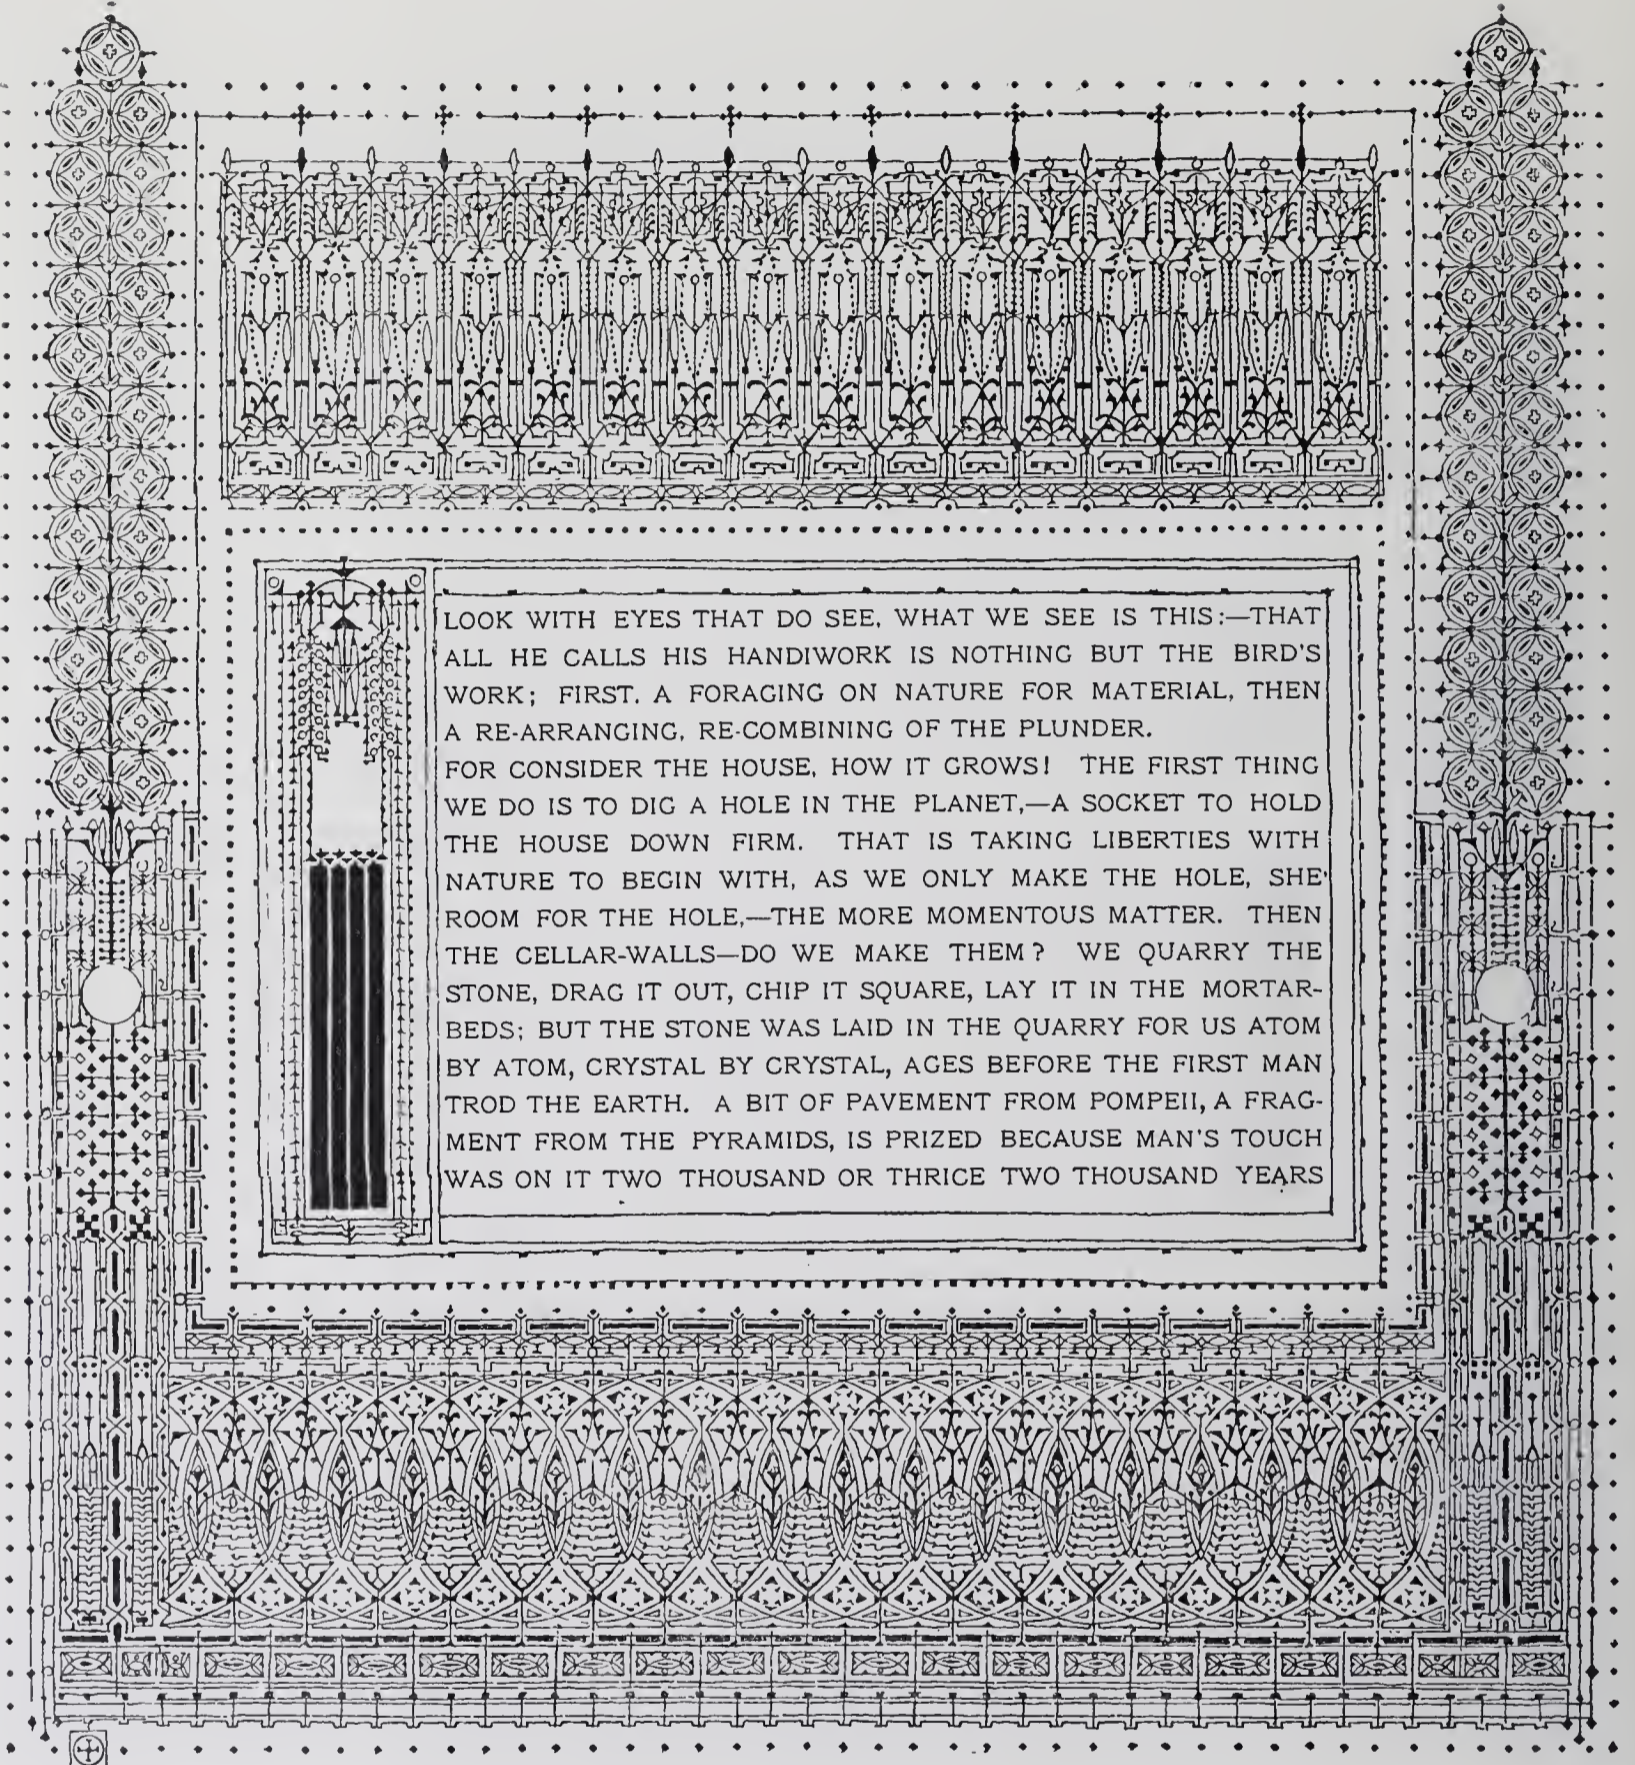 LOOK WITH EYES THAT DO SEE, WHAT WE SEE IS THIS:—THAT
ALL HE CALLS HIS HANDIWORK IS NOTHING BUT THE BIRD'S
WORK; FIRST. A FORAGING ON NATURE FOR MATERIAL, THEN
A RE-ARRANGING, RE-COMBINING OF THE PLUNDER.
FOR CONSIDER THE HOUSE, HOW IT GROWS! THE FIRST THING
WE DO IS TO DIG A HOLE IN THE PLANET,—A SOCKET TO HOLD
THE HOUSE DOWN FIRM. THAT IS TAKING LIBERTIES WITH
NATURE TO BEGIN WITH, AS WE ONLY MAKE THE HOLE, SHE
ROOM FOR THE HOLE,—THE MORE MOMENTOUS MATTER. THEN
THE CELLAR-WALLS—DO WE MAKE THEM? WE QUARRY THE
STONE, DRAG IT OUT, CHIP IT SQUARE, LAY IT IN THE MORTAR-
BEDS; BUT THE STONE WAS LAID IN THE QUARRY FOR US ATOM
BY ATOM, CRYSTAL BY CRYSTAL, AGES BEFORE THE FIRST MAN
TROD THE EARTH. A BIT OF PAVEMENT FROM POMPEII, A FRAG-
MENT FROM THE PYRAMIDS, IS PRIZED BECAUSE MAN'S TOUCH
WAS ON IT TWO THOUSAND OR THRICE TWO THOUSAND YEARS